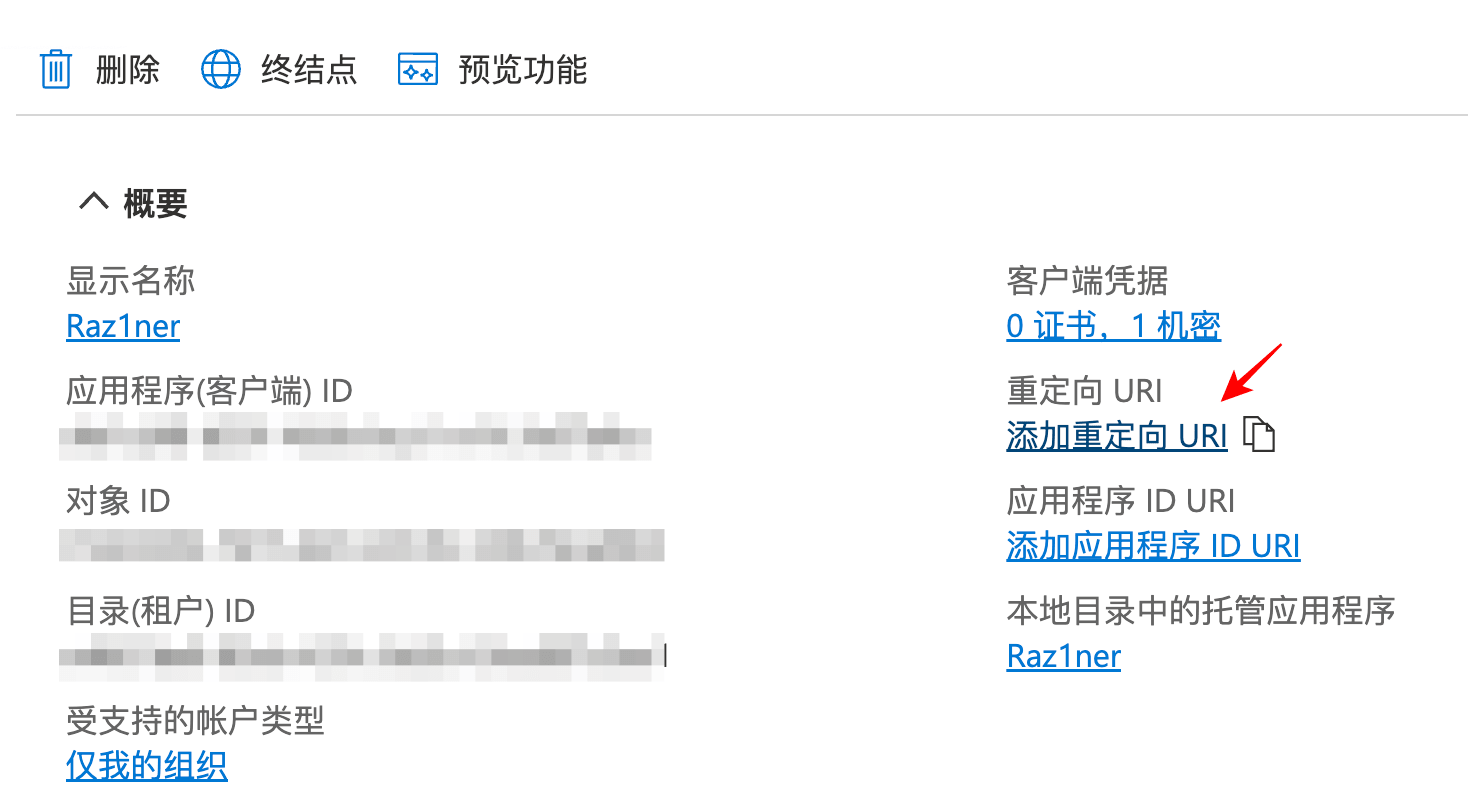 删除 终结点 预览功能
概要
显示名称
Raz1ner
应用程序(客户端) ID
对象 ID
目录(租户) ID
受支持的帐户类型
仅我的组织
客户端凭据
0 证书，1 机密
重定向 URI
添加重定向 URI
应用程序 ID URI
添加应用程序 ID URI
本地目录中的托管应用程序
Raz1ner